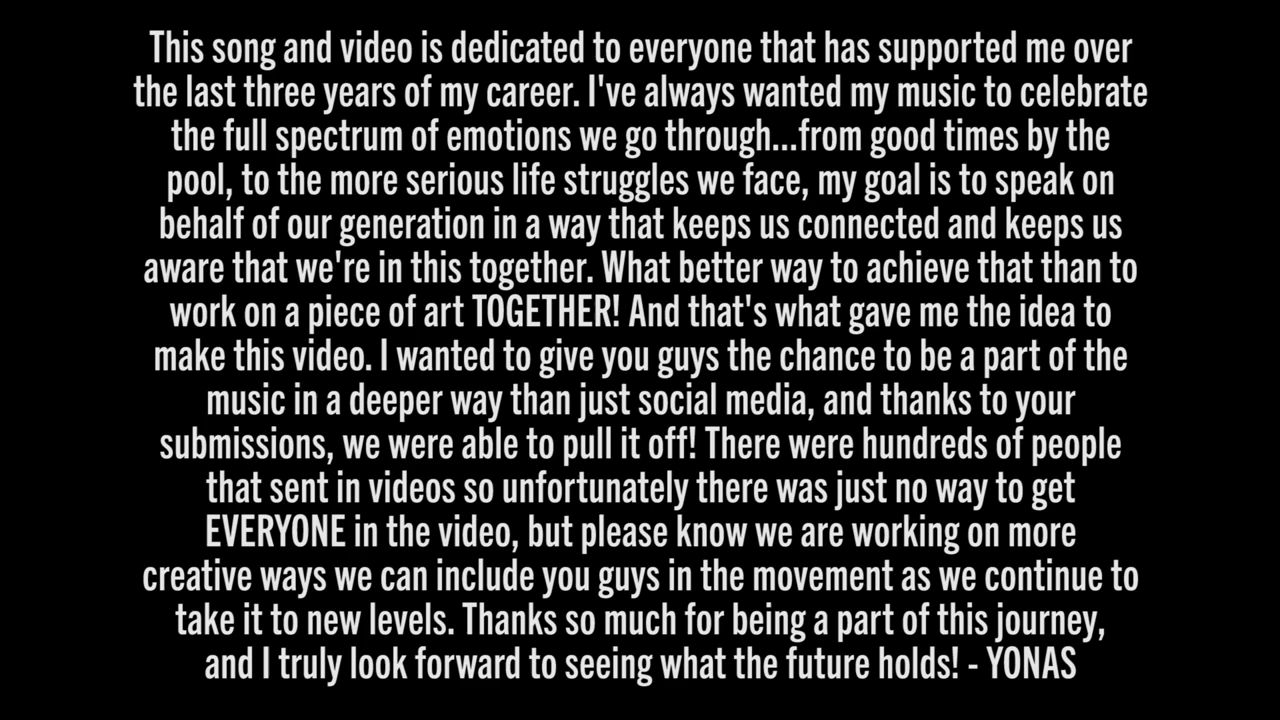 This song and video is dedicated to everyone that has supported me over
the last three years of my career. I've always wanted my music to celebrate
the full spectrum of emotions we go through...from good times by the
pool, to the more serious life struggles we face, my goal is to speak on
behalf of our generation in a way that keeps us connected and keeps us
aware that we're in this together. What better way to achieve that than to
work on a piece of art TOGETHER! And that's what gave me the idea to
make this video. I wanted to give you guys the chance to be a part of the
music in a deeper way than just social media, and thanks to your
submissions, we were able to pull it off! There were hundreds of people
that sent in videos so unfortunately there was just no way to get
EVERYONE in the video, but please know we are working on more
creative ways we can include you guys in the movement as we continue to
take it to new levels. Thanks so much for being a part of this journey,
and I truly look forward to seeing what the future holds! - YONAS